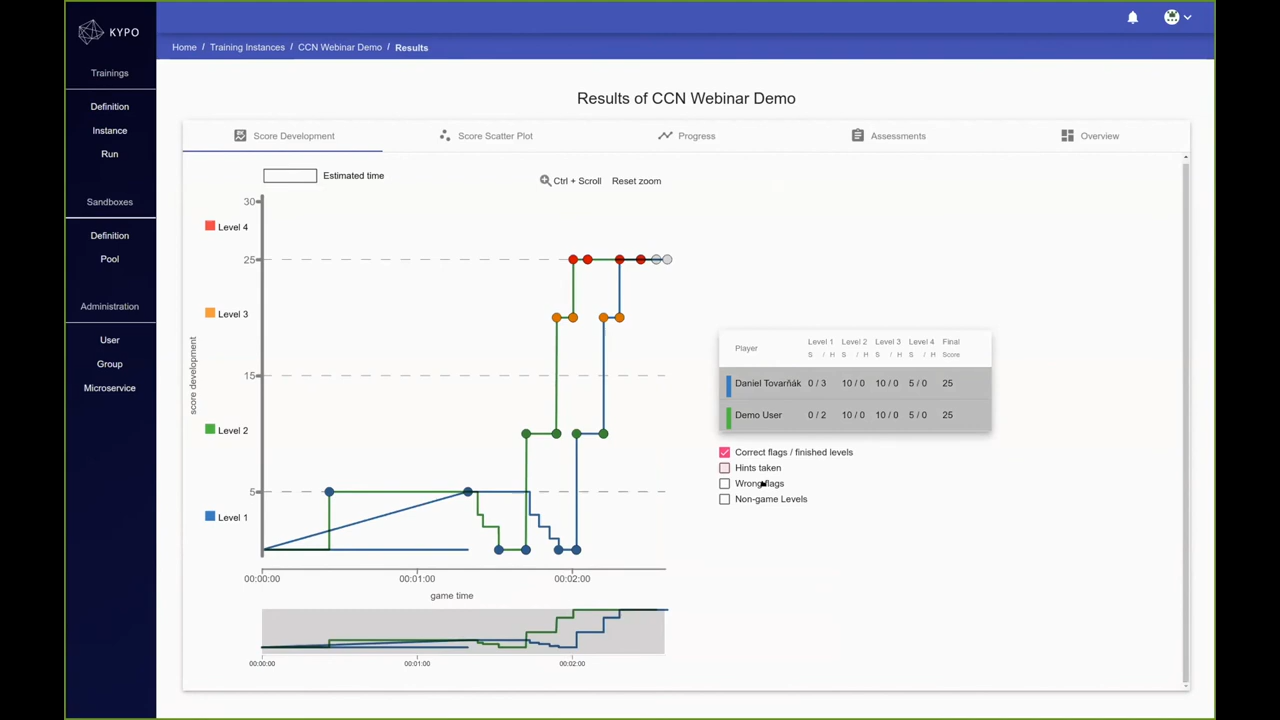 KYPO
Trainings
Definition
Instance
Run
Sandboxes
Definition
Pool
Administration
User
Group
Microservice
Home / Training Instances / CCN Webinar Demo / Results
Results of CCN Webinar Demo
Score Development
Score Scatter Plot
Progress
Assessments
Overview
Estimated time
Ctrl + Scroll
Reset zoom
30
Level 4
25
Level 3
15
Level 2
5
Level 1
score development
00:00:00
00:01:00
00:02:00
game time
00:00:00
00:01:00
00:02:00
Player Level 1 Level 2 Level 3 Level 4 Final
S / H S / H S / H S / H Score
Daniel Tovarňák 0 / 3 10 / 0 10 / 0 5 / 0 25
Demo User 0 / 2 10 / 0 10 / 0 5 / 0 25
Correct flags / finished levels
Hints taken
Wrong flags
Non-game Levels